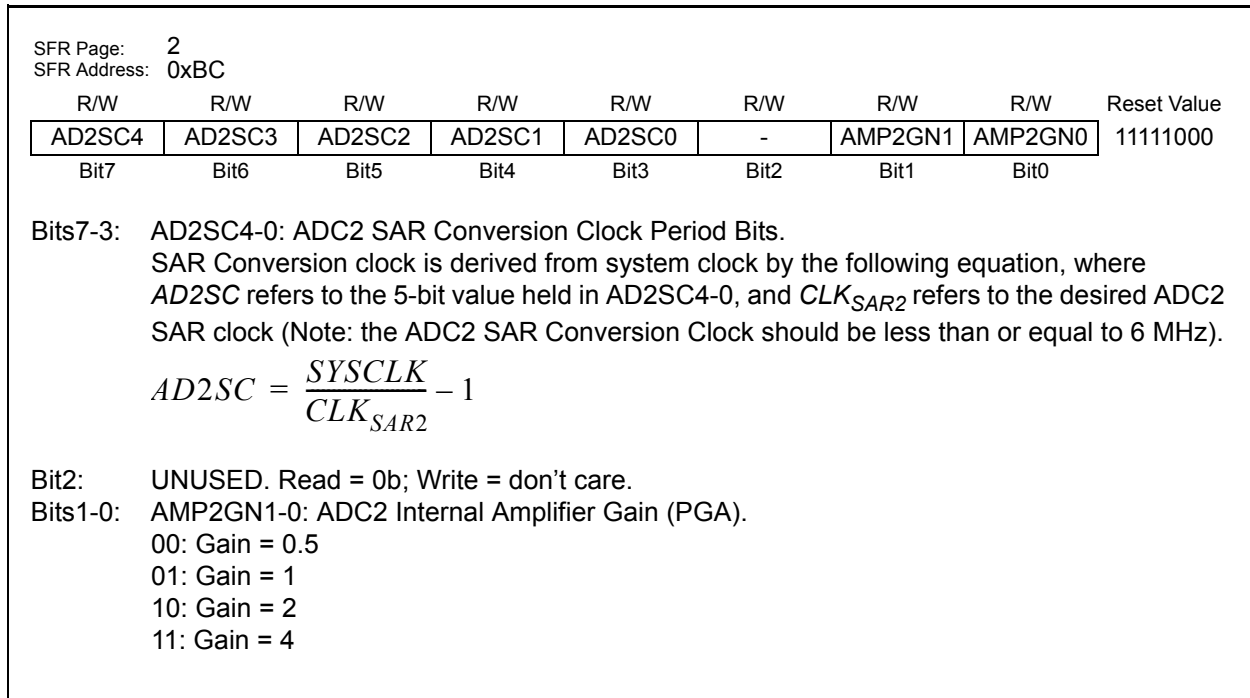 SFR Page: 2
SFR Address: 0xBC
R/W R/W R/W R/W R/W R/W R/W R/W Reset Value
AD2SC4 AD2SC3 AD2SC2 AD2SC1 AD2SC0 - AMP2GN1 AMP2GN0 11111000
Bit7 Bit6 Bit5 Bit4 Bit3 Bit2 Bit1 Bit0
Bits7-3: AD2SC4-0: ADC2 SAR Conversion Clock Period Bits.
SAR Conversion clock is derived from system clock by the following equation, where
AD2SC refers to the 5-bit value held in AD2SC4-0, and CLK_SAR2 refers to the desired ADC2
SAR clock (Note: the ADC2 SAR Conversion Clock should be less than or equal to 6 MHz).
AD2SC = SYSCLK / CLK_SAR2 – 1
Bit2: UNUSED. Read = 0b; Write = don't care.
Bits1-0: AMP2GN1-0: ADC2 Internal Amplifier Gain (PGA).
00: Gain = 0.5
01: Gain = 1
10: Gain = 2
11: Gain = 4